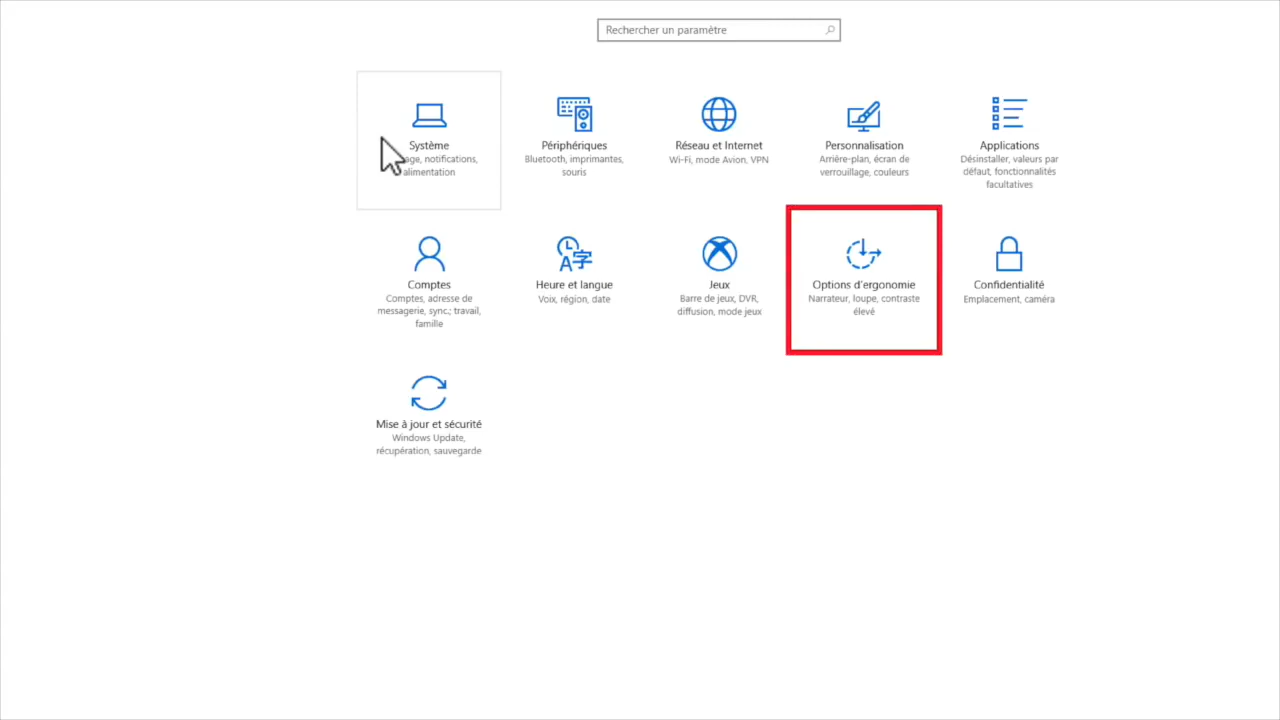 Rechercher un paramètre
Système
age, notifications,
alimentation
Périphériques
Bluetooth, imprimantes,
souris
Réseau et Internet
Wi-Fi, mode Avion, VPN
Personnalisation
Arrière-plan, écran de
verrouillage, couleurs
Applications
Désinstaller, valeurs par
défaut, fonctionnalités
facultatives
Comptes
Comptes, adresse de
messagerie, sync.; travail,
famille
Heure et langue
Voix, région, date
Jeux
Barre de jeux, DVR,
diffusion, mode jeux
Options d'ergonomie
Narrateur, loupe, contraste
élevé
Confidentialité
Emplacement, caméra
Mise à jour et sécurité
Windows Update,
récupération, sauvegarde